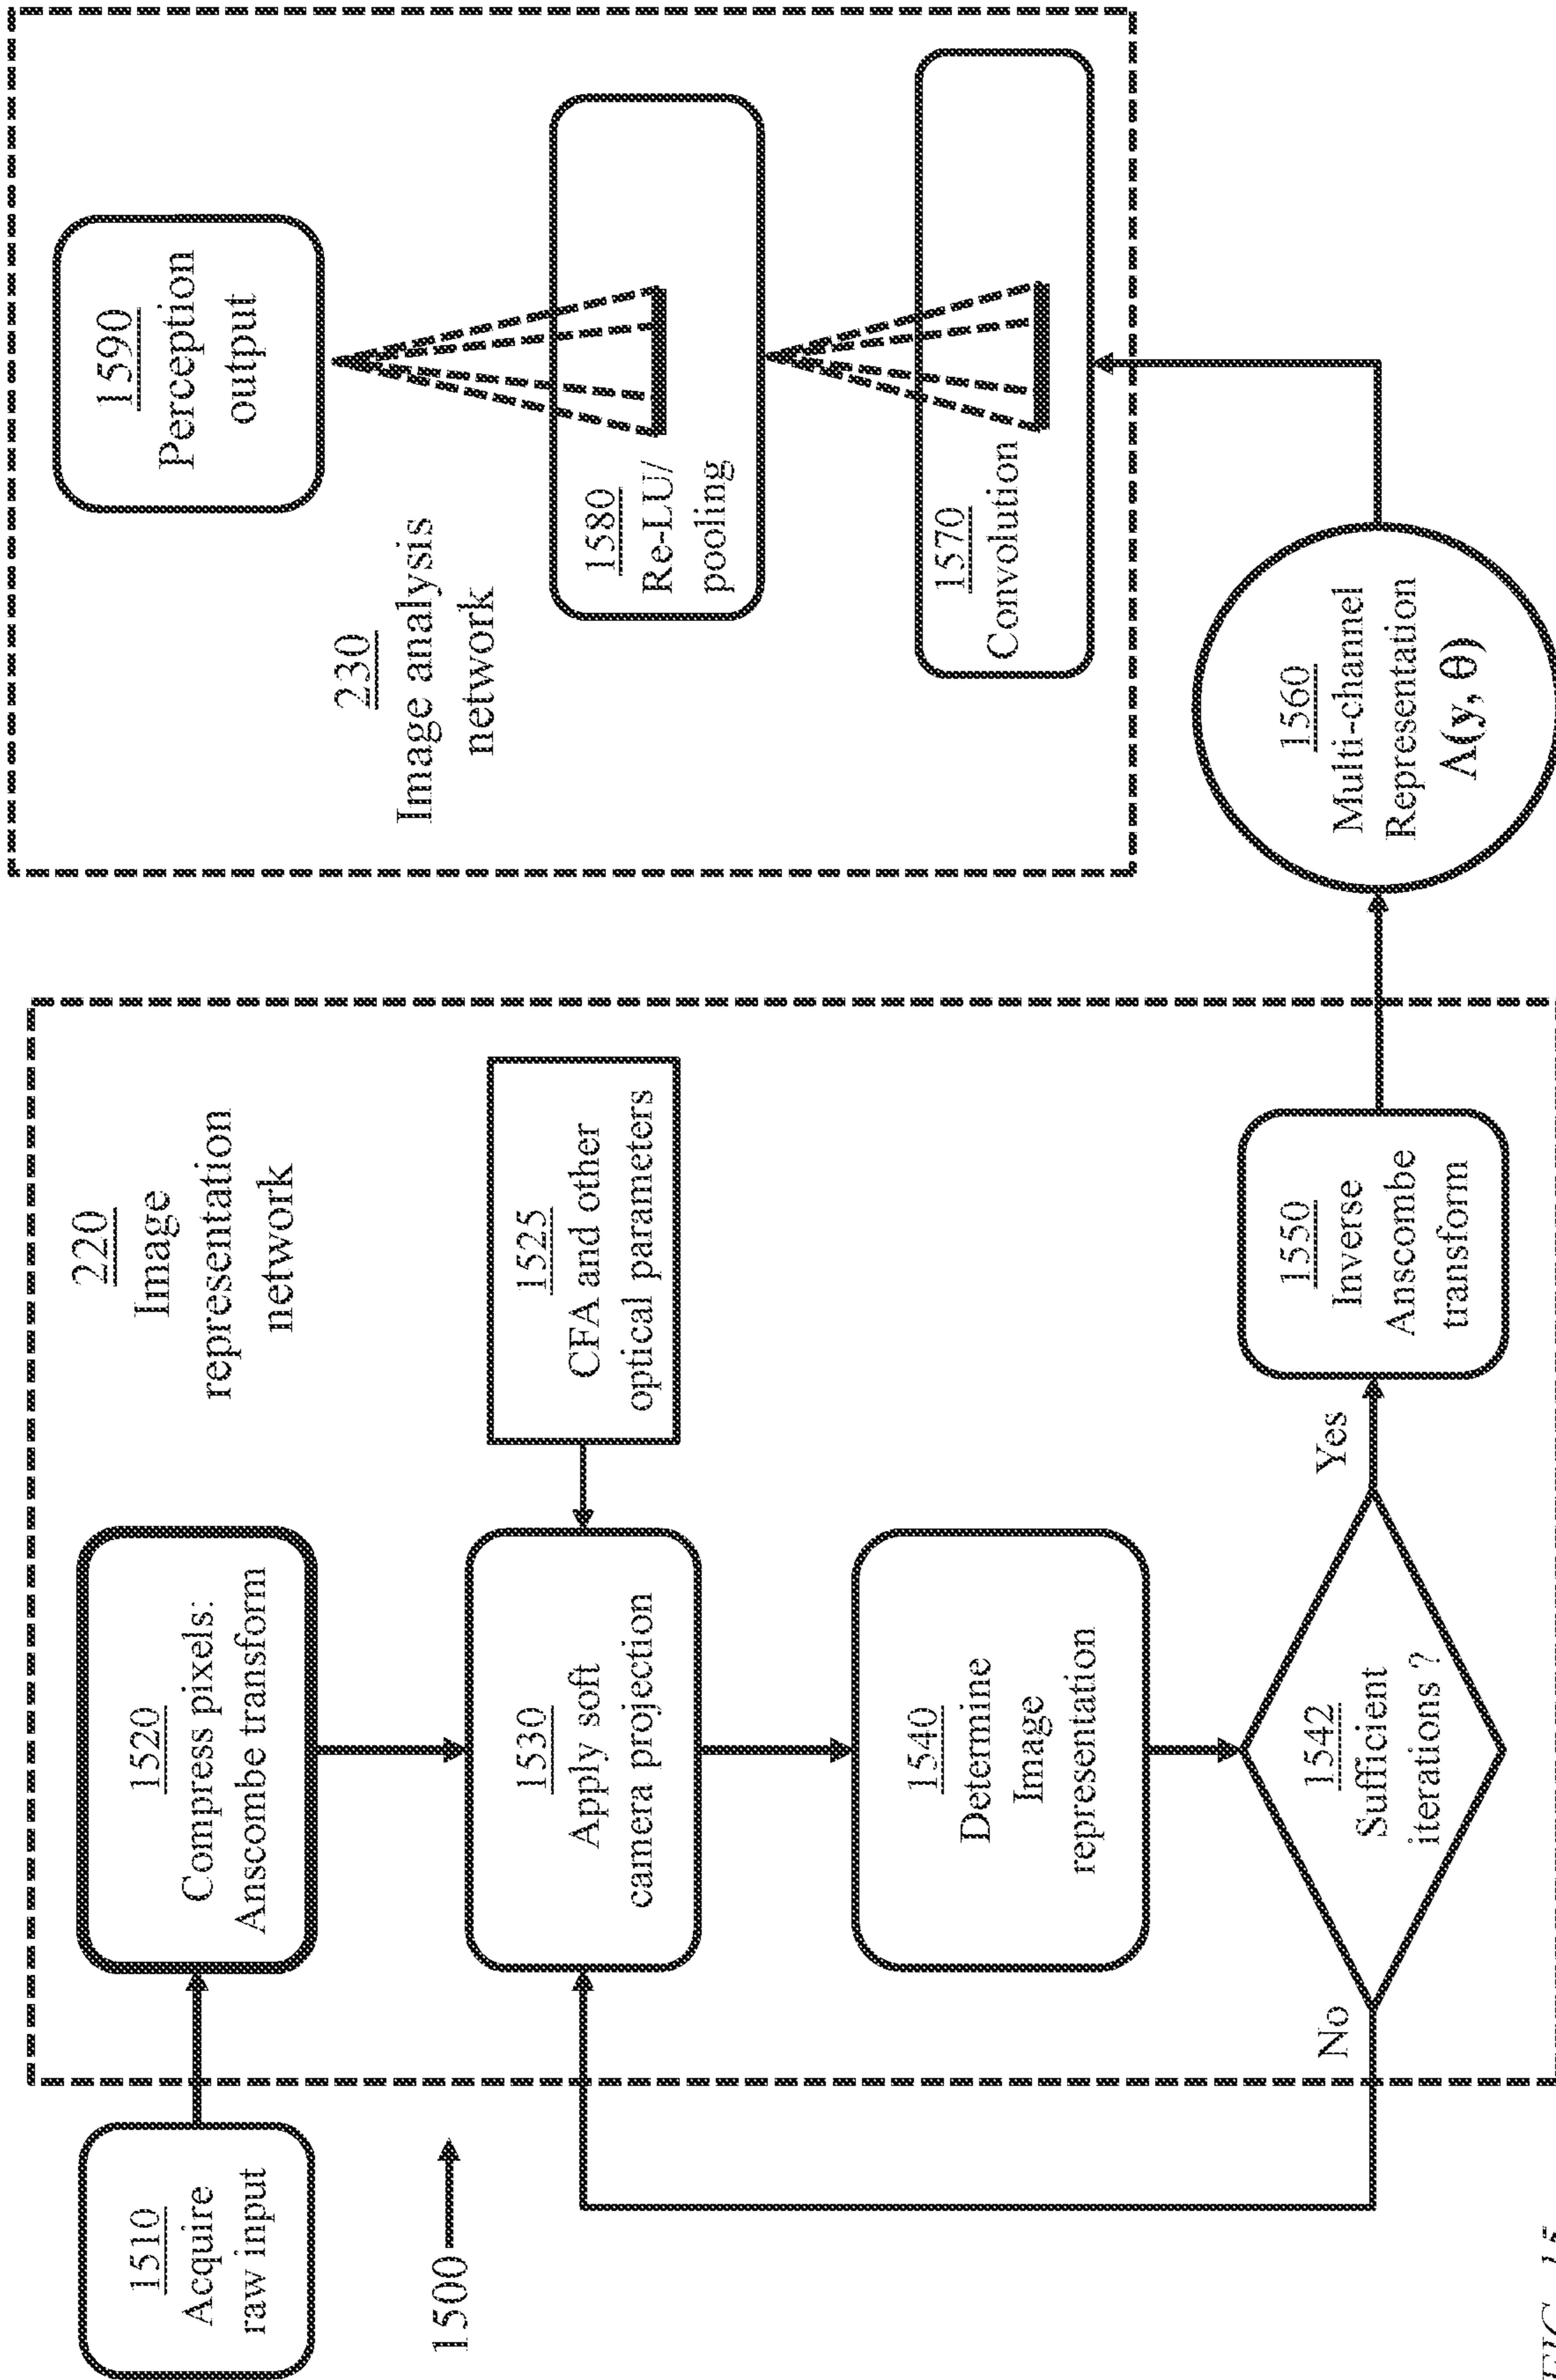 1510
Acquire
raw input
1500
220
Image
representation
network
1520
Compress pixels:
Anscombe transform
1530
Apply soft
camera projection
1525
CFA and other
optical parameters
1540
Determine
Image
representation
1542
Sufficient
iterations ?
No
Yes
1550
Inverse
Anscombe
transform
1560
Multi-channel
Representation
Λ(y, θ)
230
Image analysis
network
1590
Perception
output
1580
Re-LU/
pooling
1570
Convolution
FIG. 15